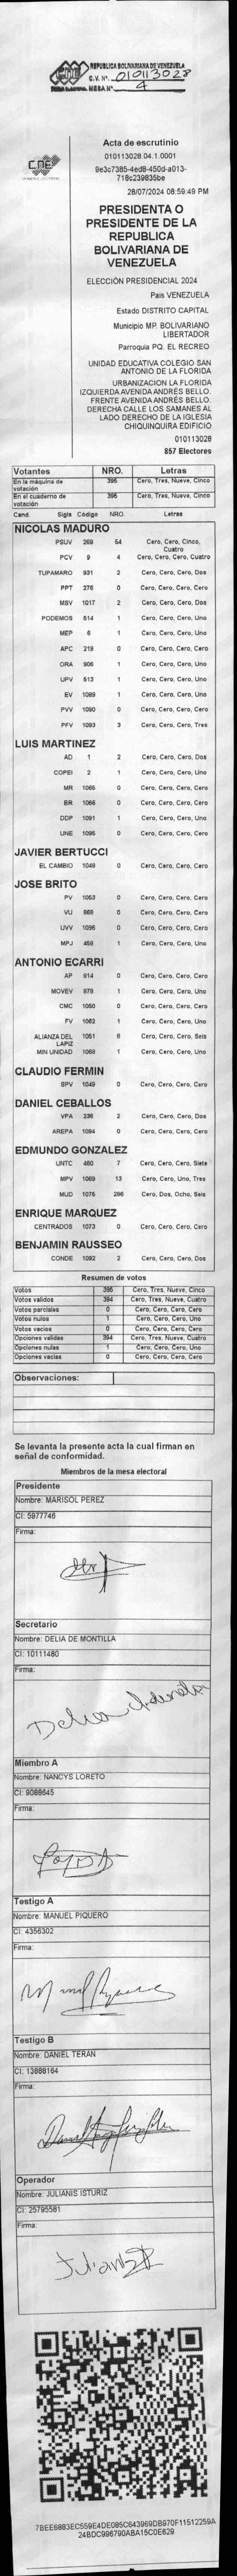 REPUBLICA BOLIVARIANA DE VENEZUELA
CNE C.V. Nº. 010113028
MESA Nº. 4
CNE
Acta de escrutinio
010113028.04.1.0001
9e3c7385-4ed8-450d-a013-
718c239835be
28/07/2024 08:59:49 PM
PRESIDENTA O
PRESIDENTE DE LA
REPUBLICA
BOLIVARIANA DE
VENEZUELA
ELECCIÓN PRESIDENCIAL 2024
Pais VENEZUELA
Estado DISTRITO CAPITAL
Municipio MP. BOLIVARIANO
LIBERTADOR
Parroquia PQ. EL RECREO
UNIDAD EDUCATIVA COLEGIO SAN
ANTONIO DE LA FLORIDA
URBANIZACION LA FLORIDA
IZQUIERDA AVENIDA ANDRÉS BELLO.
FRENTE AVENIDA ANDRÉS BELLO.
DERECHA CALLE LOS SAMANES AL
LADO DERECHO DE LA IGLESIA
CHIQUINQUIRA EDIFICIO
010113028
857 Electores
Votantes NRO. Letras
En la máquina de votación 395 Cero, Tres, Nueve, Cinco
En el cuaderno de votación 395 Cero, Tres, Nueve, Cinco
Cand. Sigla Código NRO. Letras
NICOLAS MADURO
PSUV 269 54 Cero, Cero, Cinco, Cuatro
PCV 9 4 Cero, Cero, Cero, Cuatro
TUPAMARO 931 2 Cero, Cero, Cero, Dos
PPT 276 0 Cero, Cero, Cero, Cero
MSV 1017 2 Cero, Cero, Cero, Dos
PODEMOS 514 1 Cero, Cero, Cero, Uno
MEP 6 1 Cero, Cero, Cero, Uno
APC 219 0 Cero, Cero, Cero, Cero
ORA 906 1 Cero, Cero, Cero, Uno
UPV 513 1 Cero, Cero, Cero, Uno
EV 1089 1 Cero, Cero, Cero, Uno
PVV 1090 0 Cero, Cero, Cero, Cero
PFV 1093 3 Cero, Cero, Cero, Tres
LUIS MARTINEZ
AD 1 2 Cero, Cero, Cero, Dos
COPEI 2 1 Cero, Cero, Cero, Uno
MR 1065 0 Cero, Cero, Cero, Cero
BR 1066 0 Cero, Cero, Cero, Cero
DDP 1091 1 Cero, Cero, Cero, Uno
UNE 1095 0 Cero, Cero, Cero, Cero
JAVIER BERTUCCI
EL CAMBIO 1048 0 Cero, Cero, Cero, Cero
JOSE BRITO
PV 1053 0 Cero, Cero, Cero, Cero
VU 868 0 Cero, Cero, Cero, Cero
UVV 1096 0 Cero, Cero, Cero, Cero
MPJ 458 1 Cero, Cero, Cero, Uno
ANTONIO ECARRI
AP 814 0 Cero, Cero, Cero, Cero
MOVEV 878 1 Cero, Cero, Cero, Uno
CMC 1050 0 Cero, Cero, Cero, Cero
FV 1062 1 Cero, Cero, Cero, Uno
ALIANZA DEL LAPIZ 1051 6 Cero, Cero, Cero, Seis
MIN UNIDAD 1068 1 Cero, Cero, Cero, Uno
CLAUDIO FERMIN
SPV 1049 0 Cero, Cero, Cero, Cero
DANIEL CEBALLOS
VPA 236 2 Cero, Cero, Cero, Dos
AREPA 1094 0 Cero, Cero, Cero, Cero
EDMUNDO GONZALEZ
UNTC 460 7 Cero, Cero, Cero, Siete
MPV 1069 13 Cero, Cero, Uno, Tres
MUD 1075 286 Cero, Dos, Ocho, Seis
ENRIQUE MARQUEZ
CENTRADOS 1073 0 Cero, Cero, Cero, Cero
BENJAMIN RAUSSEO
CONDE 1092 2 Cero, Cero, Cero, Dos
Resumen de votos
Votos 395 Cero, Tres, Nueve, Cinco
Votos validos 394 Cero, Tres, Nueve, Cuatro
Votos parciales 0 Cero, Cero, Cero, Cero
Votos nulos 1 Cero, Cero, Cero, Uno
Votos vacios 0 Cero, Cero, Cero, Cero
Opciones validas 394 Cero, Tres, Nueve, Cuatro
Opciones nulas 1 Cero, Cero, Cero, Uno
Opciones vacias 0 Cero, Cero, Cero, Cero
Observaciones:
Se levanta la presente acta la cual firman en
señal de conformidad.
Miembros de la mesa electoral
Presidente
Nombre: MARISOL PEREZ
CI: 5977746
Firma:
Secretario
Nombre: DELIA DE MONTILLA
CI: 10111480
Firma:
Delia
Miembro A
Nombre: NANCYS LORETO
CI: 9088645
Firma:
Testigo A
Nombre: MANUEL PIQUERO
CI: 4356302
Firma:
Testigo B
Nombre: DANIEL TERAN
CI: 13888164
Firma:
Operador
Nombre: JULIANIS ISTURIZ
CI: 25795581
Firma:
7BEE6883EC559E4DE085C643969DB970F11512259A
24BDC996790ABA15C0E629